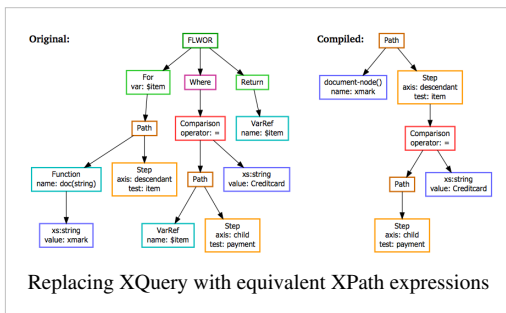 Original:
FLWOR
For
var: $item
Where
Return
Path
Comparison
operator: =
VarRef
name: $item
Function
name: doc(string)
Step
axis: descendant
test: item
Path
xs:string
value: Creditcard
xs:string
value: xmark
VarRef
name: $item
Step
axis: child
test: payment
Compiled:
Path
document-node()
name: xmark
Step
axis: descendant
test: item
Comparison
operator: =
Path
xs:string
value: Creditcard
Step
axis: child
test: payment
Replacing XQuery with equivalent XPath expressions